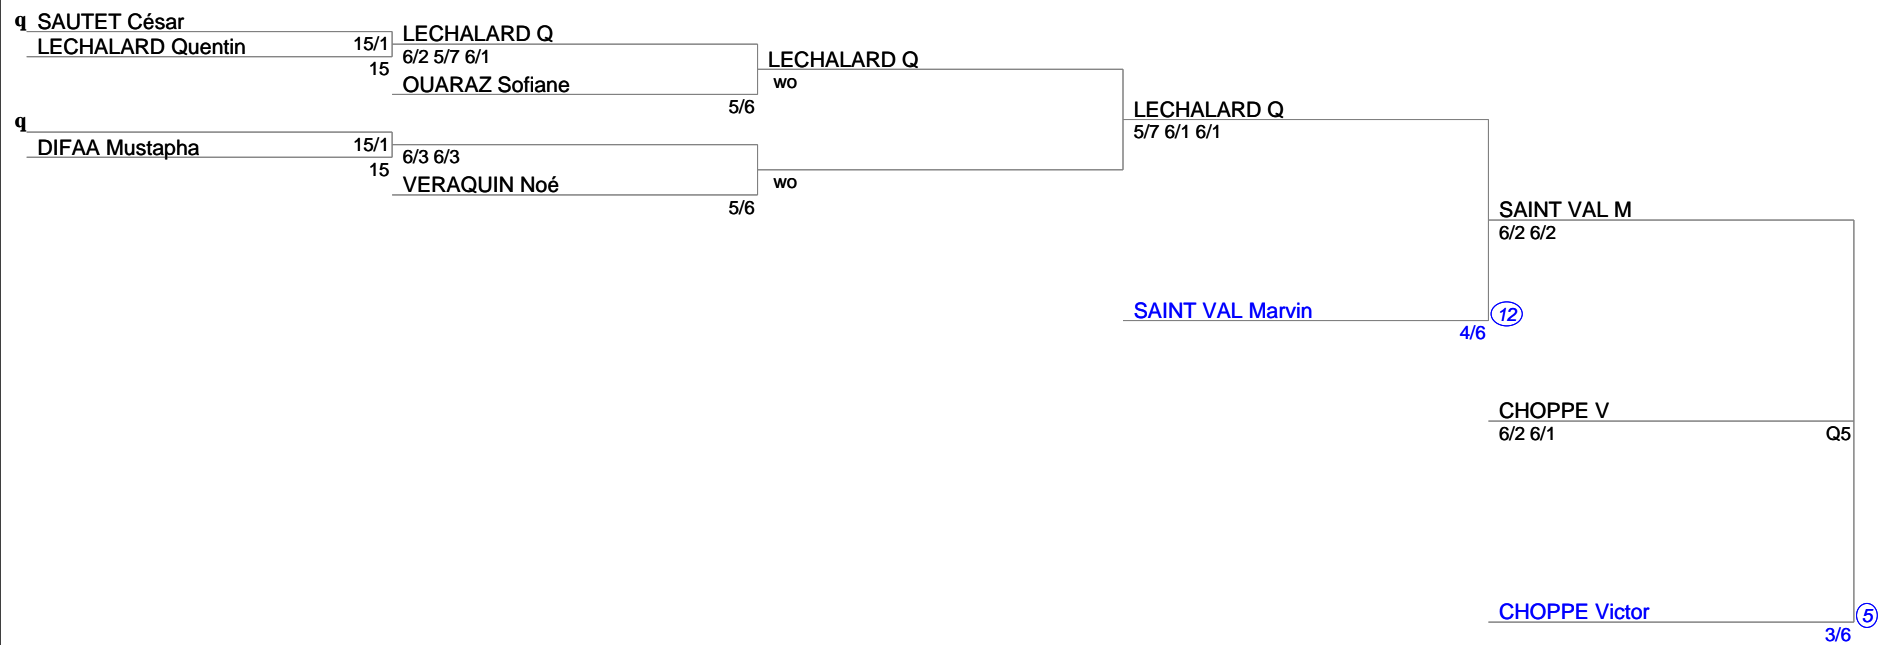 q SAUTET César
LECHALARD Quentin 15/1
15
LECHALARD Q
6/2 5/7 6/1
OUARAZ Sofiane
5/6
LECHALARD Q
wo
q
DIFAA Mustapha 15/1
15
6/3 6/3
VERAQUIN Noé
5/6
wo
LECHALARD Q
5/7 6/1 6/1
SAINT VAL Marvin 12
4/6
SAINT VAL M
6/2 6/2
CHOPPE V
6/2 6/1 Q5
CHOPPE Victor 5
3/6